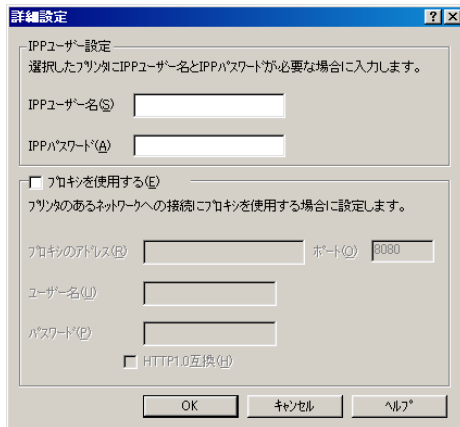 詳細設定
IPPユーザー設定
選択したプリンタにIPPユーザー名とIPPパスワードが必要な場合に入力します。
IPPユーザー名(S)
IPPパスワード(A)
プロキシを使用する(E)
プリンタのあるネットワークへの接続にプロキシを使用する場合に設定します。
プロキシのアドレス(R) ポート(O) 8080
ユーザー名(U)
パスワード(P)
HTTP1.0互換(H)
OK キャンセル ヘルプ